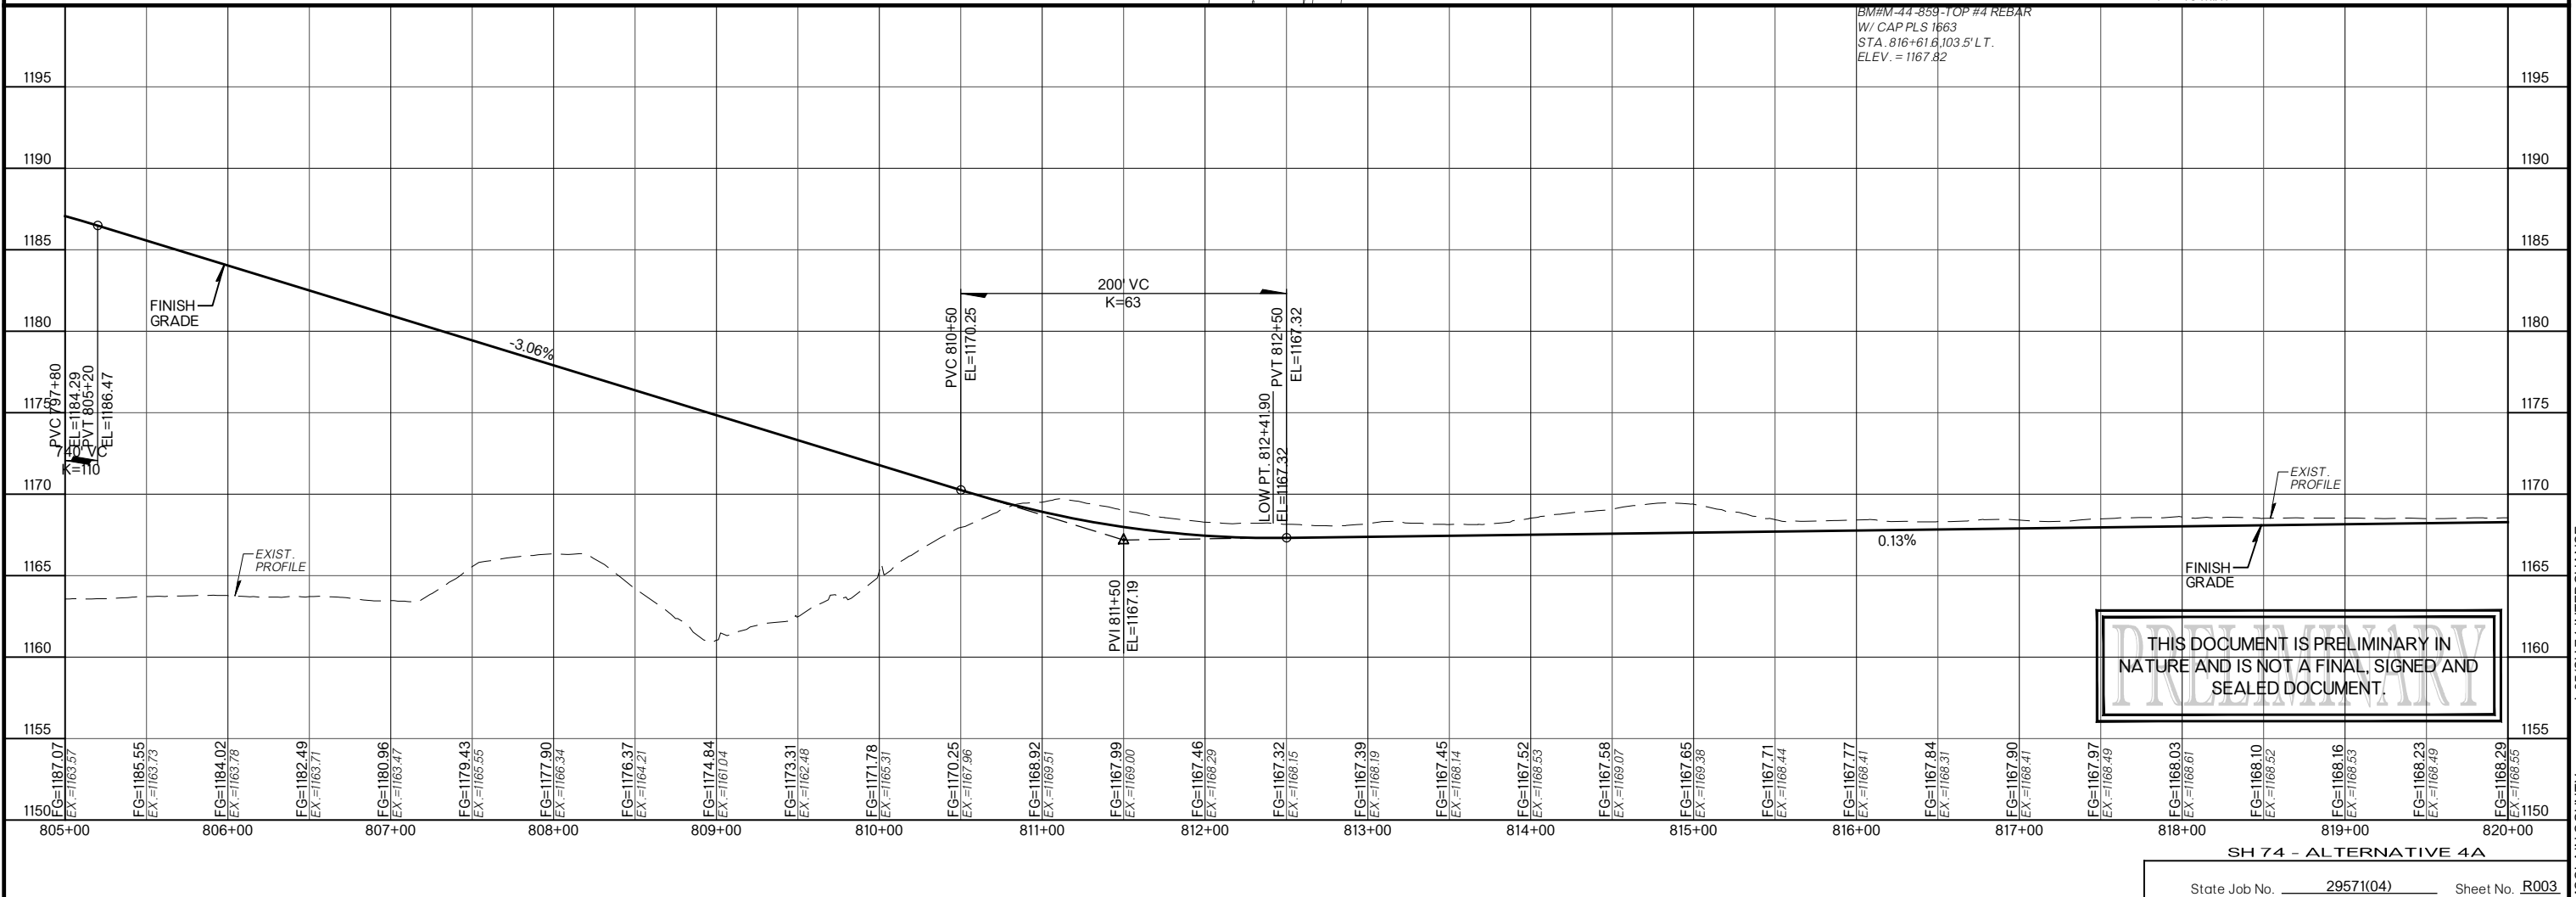 BM#M-44-859-TOP #4 REBAR
W/ CAP PLS 1663
STA. 816+61.6,103.5' LT.
ELEV. = 1167.82
1195
1195
1190
1190
1185
1185
1180
1180
1175
1175
1170
1170
1165
1165
1160
1160
1155
1155
1150
1150
FINISH
GRADE
-3.06%
PVC 797+80
EL=1184.29
PVT 805+20
EL=1186.47
740' VC
K=110
200' VC
K=63
PVC 810+50
EL=1170.25
LOW PT. 812+41.90
EL=1167.32
PVT 812+50
EL=1167.32
PVI 811+50
EL=1167.19
EXIST.
PROFILE
EXIST.
PROFILE
0.13%
FINISH
GRADE
PRELIMINARY
THIS DOCUMENT IS PRELIMINARY IN
NATURE AND IS NOT A FINAL, SIGNED AND
SEALED DOCUMENT.
FG=1187.07
EX.=1163.57
FG=1185.55
EX.=1163.73
FG=1184.02
EX.=1163.78
FG=1182.49
EX.=1163.71
FG=1180.96
EX.=1163.47
FG=1179.43
EX.=1165.55
FG=1177.90
EX.=1166.34
FG=1176.37
EX.=1164.21
FG=1174.84
EX.=1161.04
FG=1173.31
EX.=1162.48
FG=1171.78
EX.=1165.31
FG=1170.25
EX.=1167.96
FG=1168.92
EX.=1169.51
FG=1167.99
EX.=1169.00
FG=1167.46
EX.=1168.29
FG=1167.32
EX.=1168.15
FG=1167.39
EX.=1168.19
FG=1167.45
EX.=1168.14
FG=1167.52
EX.=1168.53
FG=1167.58
EX.=1169.07
FG=1167.65
EX.=1169.38
FG=1167.71
EX.=1168.44
FG=1167.77
EX.=1168.41
FG=1167.84
EX.=1168.31
FG=1167.90
EX.=1168.41
FG=1167.97
EX.=1168.49
FG=1168.03
EX.=1168.61
FG=1168.10
EX.=1168.52
FG=1168.16
EX.=1168.53
FG=1168.23
EX.=1168.49
FG=1168.29
EX.=1168.55
805+00
806+00
807+00
808+00
809+00
810+00
811+00
812+00
813+00
814+00
815+00
816+00
817+00
818+00
819+00
820+00
SH 74 - ALTERNATIVE 4A
State Job No. 29571(04) Sheet No. R003